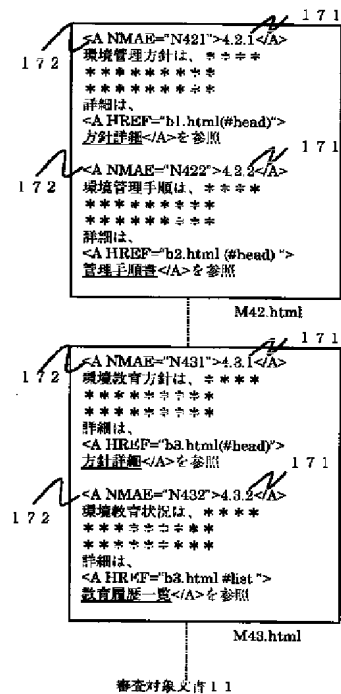 171
<A NMAE="N421">4.2.1</A>
172
環境管理方針は、＊＊＊＊
＊＊＊＊＊＊＊＊＊
＊＊＊＊＊＊＊＊＊
詳細は、
<A HREF="b1.html(#head)">
方針詳細</A>を参照
171
<A NMAE="N422">4.2.2</A>
172
環境管理手順は、＊＊＊＊
＊＊＊＊＊＊＊＊＊
＊＊＊＊＊＊＊＊＊
詳細は、
<A HREF="b2.html (#head) ">
管理手順書</A>を参照
M42.html
171
<A NMAE="N431">4.3.1</A>
172
環境教育方針は、＊＊＊＊
＊＊＊＊＊＊＊＊＊
＊＊＊＊＊＊＊＊＊
詳細は、
<A HREF="b3.html(#head)">
方針詳細</A>を参照
171
<A NMAE="N432">4.3.2</A>
172
環境教育状況は、＊＊＊＊
＊＊＊＊＊＊＊＊＊
＊＊＊＊＊＊＊＊＊
詳細は、
<A HREF="b3.html #list ">
教育履歴一覧</A>を参照
M43.html
審査対象文書11